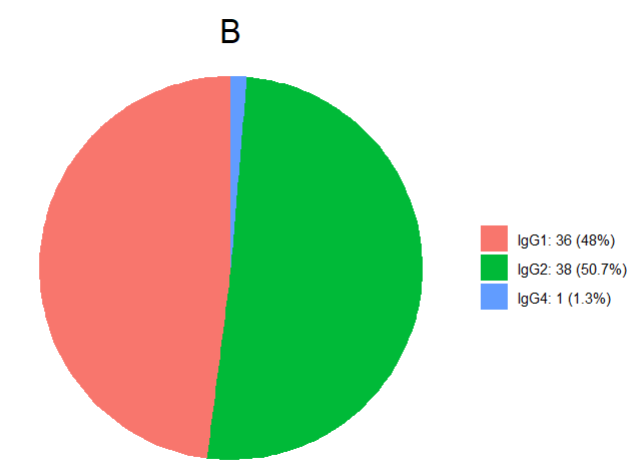 B
IgG1: 36 (48%)
IgG2: 38 (50.7%)
IgG4: 1 (1.3%)